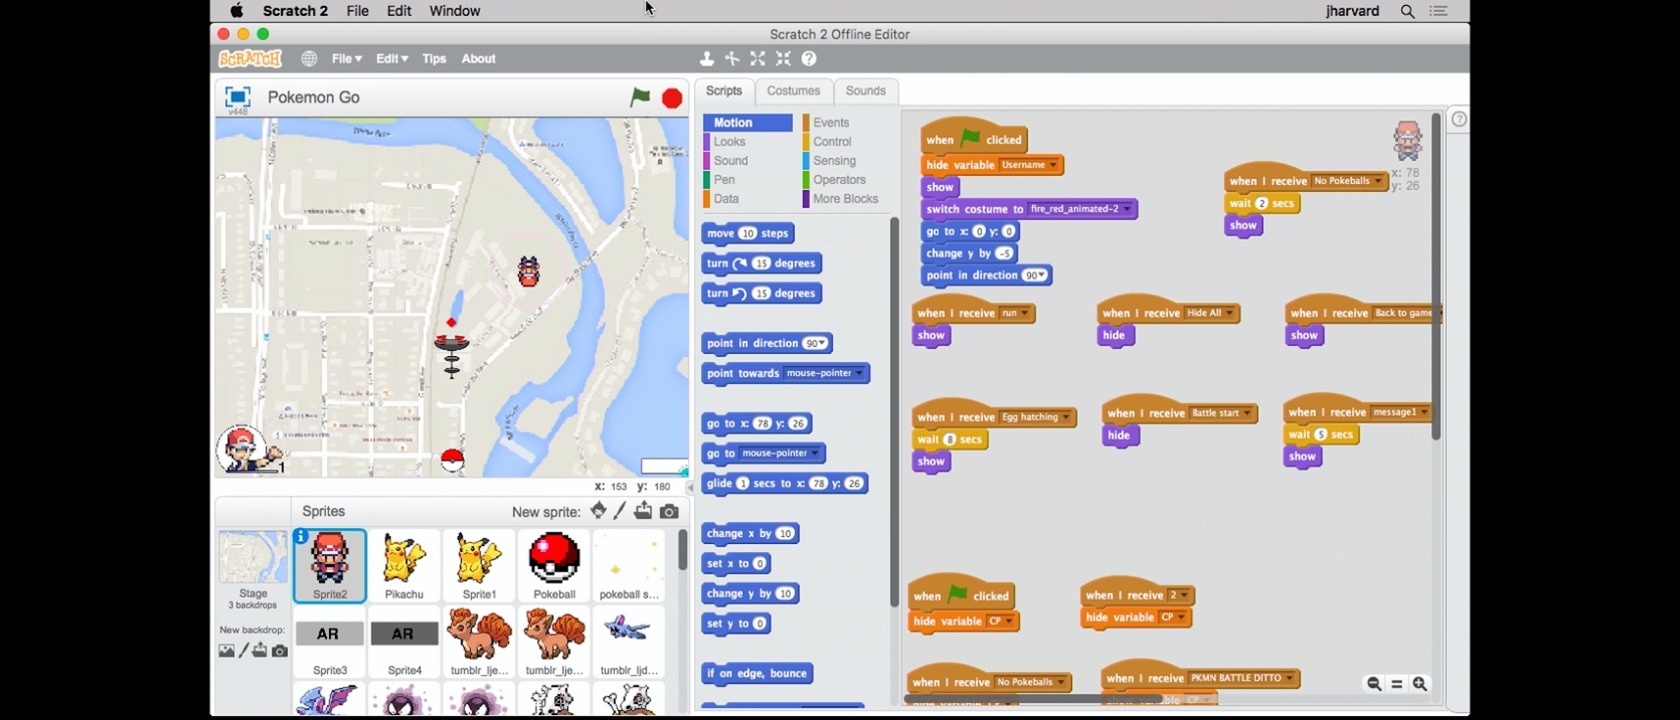 Scratch 2 File Edit Window jharvard
Scratch 2 Offline Editor
SCRATCH File Edit Tips About
v448 Pokemon Go
Scripts Costumes Sounds
Motion Events
Looks Control
Sound Sensing
Pen Operators
Data More Blocks
move 10 steps
turn 15 degrees
turn 15 degrees
point in direction 90
point towards mouse-pointer
go to x: 78 y: 26
go to mouse-pointer
glide 1 secs to x: 78 y: 26
change x by 10
set x to 0
change y by 10
set y to 0
if on edge, bounce
when clicked
hide variable Username
show
switch costume to fire_red_animated-2
go to x: 0 y: 0
change y by -5
point in direction 90
when I receive No Pokeballs
wait 2 secs
show
x: 78
y: 26
when I receive run
show
when I receive Hide All
hide
when I receive Back to game
show
when I receive Egg hatching
wait 8 secs
show
when I receive Battle start
hide
when I receive message1
wait 5 secs
show
when clicked
hide variable CP
when I receive 2
hide variable CP
when I receive No Pokeballs
when I receive PKMN BATTLE DITTO
1
x: 153 y: 180
Sprites New sprite:
Stage
3 backdrops
New backdrop:
Sprite2 Pikachu Sprite1 Pokeball pokeball s...
AR AR
Sprite3 Sprite4 tumblr_lje... tumblr_lje... tumblr_ljd...